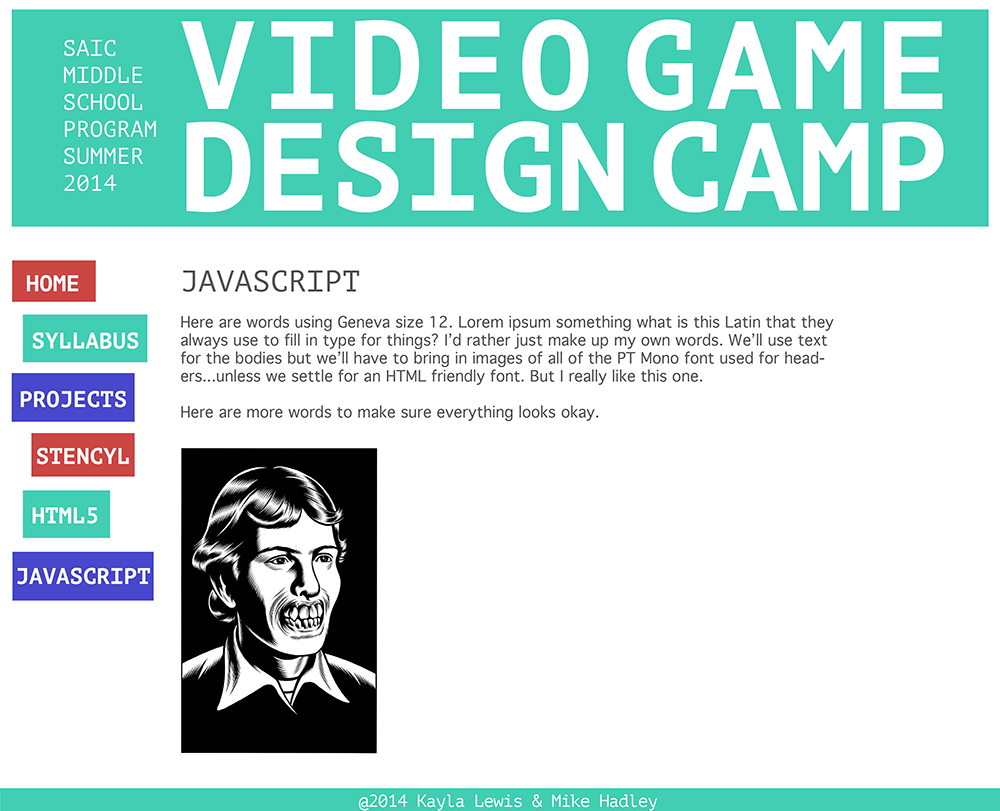 SAIC
MIDDLE
SCHOOL
PROGRAM
SUMMER
2014
VIDEO GAME
DESIGN CAMP
HOME
SYLLABUS
PROJECTS
STENCYL
HTML5
JAVASCRIPT
JAVASCRIPT
Here are words using Geneva size 12. Lorem ipsum something what is this Latin that they
always use to fill in type for things? I’d rather just make up my own words. We’ll use text
for the bodies but we’ll have to bring in images of all of the PT Mono font used for head-
ers...unless we settle for an HTML friendly font. But I really like this one.
Here are more words to make sure everything looks okay.
@2014 Kayla Lewis & Mike Hadley